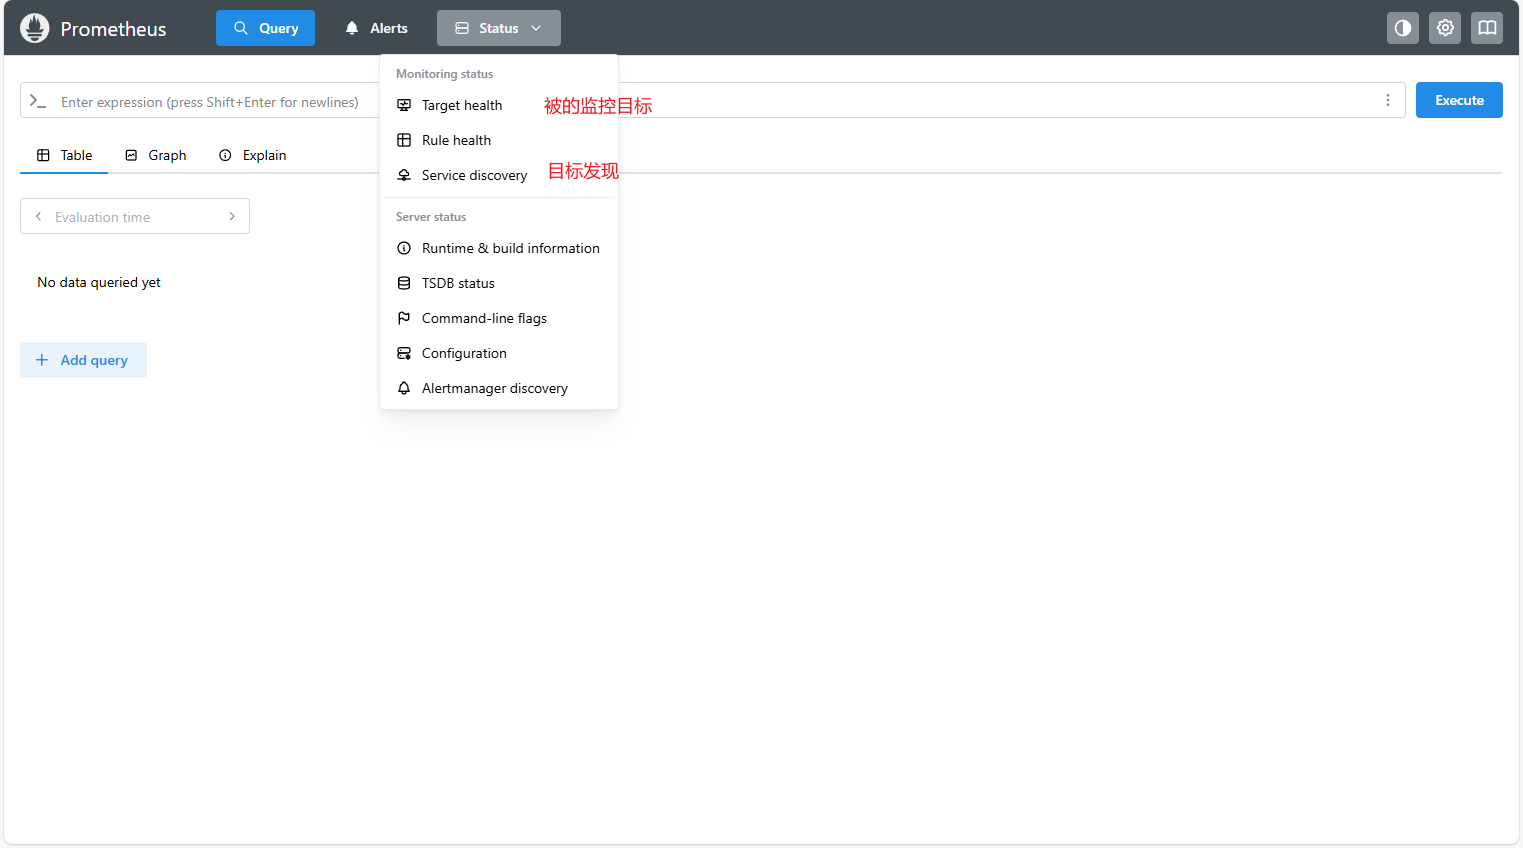 Prometheus Query Alerts Status
Monitoring status
Enter expression (press Shift+Enter for newlines) Target health 被的监控目标 Execute
Rule health
Table Graph Explain
Service discovery 目标发现
Evaluation time Server status
Runtime & build information
No data queried yet TSDB status
Command-line flags
Add query Configuration
Alertmanager discovery